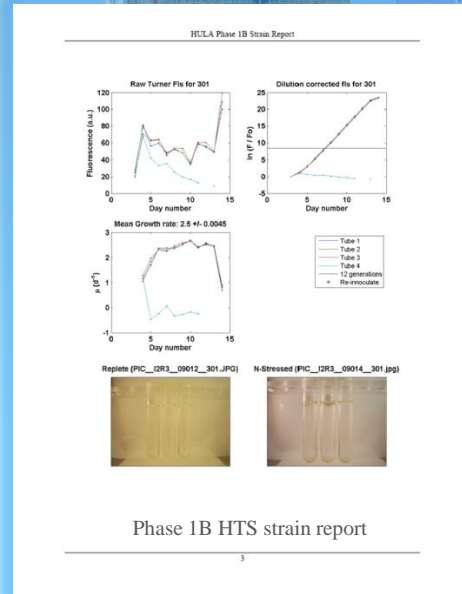 HULA Phase 1B Strain Report
Raw Turner Fls for 301
Fluorescence (a.u.)
120
100
80
60
40
20
0
0
5
10
15
Day number
Dilution corrected fls for 301
ln (F / Fo)
25
20
15
10
5
0
-5
0
5
10
15
Day number
Mean Growth rate: 2.5 +/- 0.0045
μ (d⁻¹)
3
2
1
0
-1
0
5
10
15
Day number
Tube 1
Tube 2
Tube 3
Tube 4
12 generations
Re-innoculate
Replete (PIC__I2R3__09012__301.JPG)
N-Stressed (PIC__I2R3__09014__301.jpg)
Phase 1B HTS strain report
3